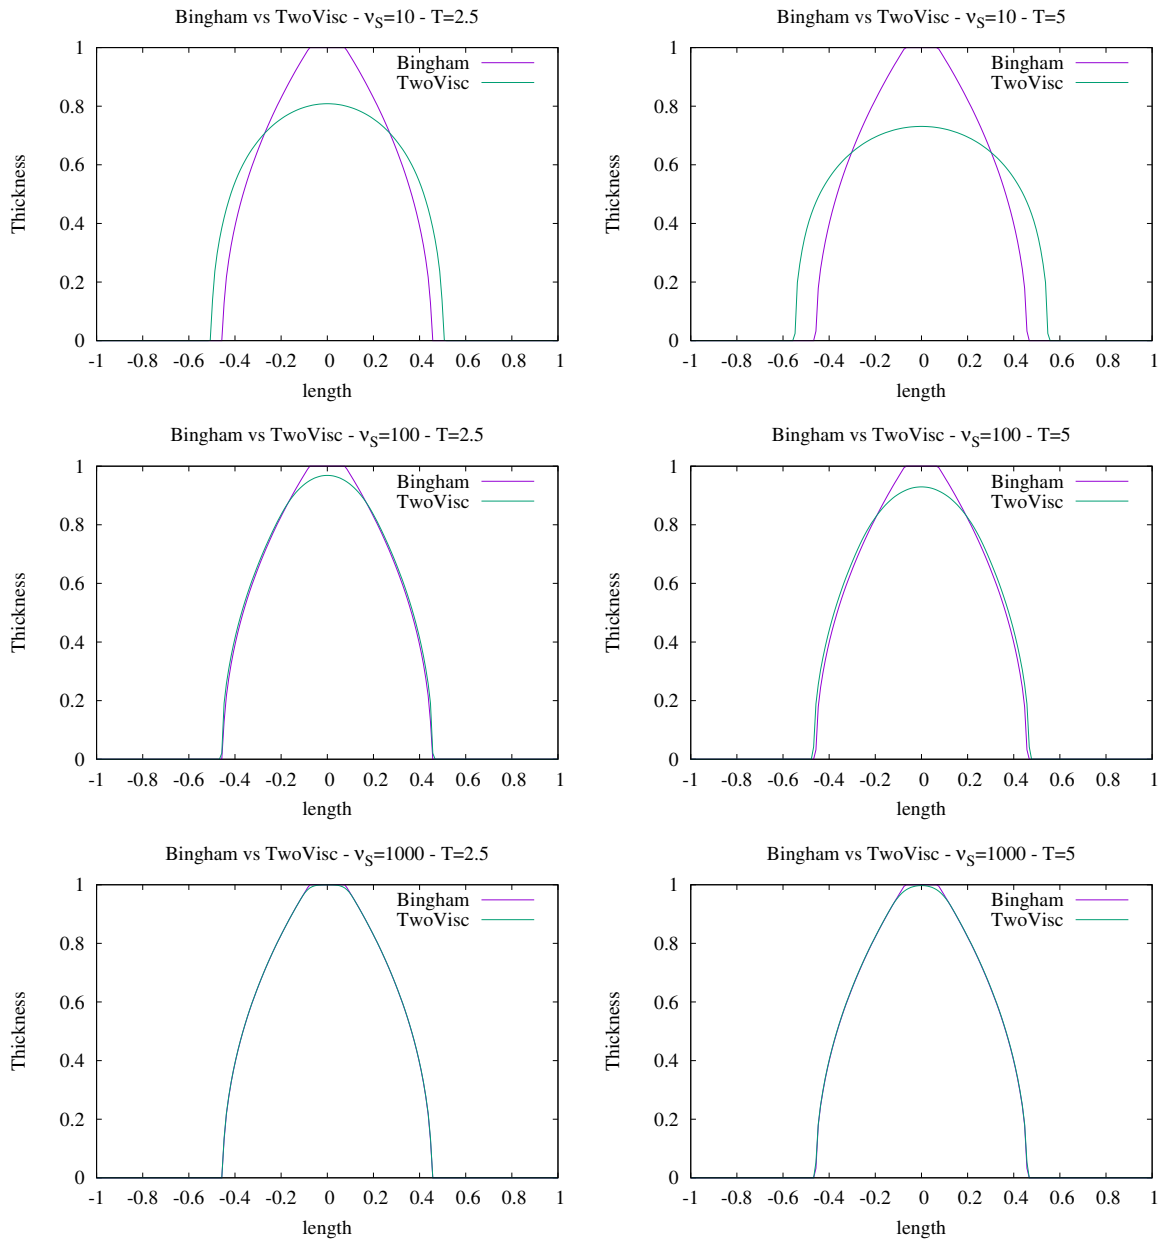 Bingham vs TwoVisc - νS=10 - T=2.5
Bingham
TwoVisc
Thickness
1
0.8
0.6
0.4
0.2
0
-1 -0.8 -0.6 -0.4 -0.2 0 0.2 0.4 0.6 0.8 1
length
Bingham vs TwoVisc - νS=10 - T=5
Bingham
TwoVisc
Thickness
1
0.8
0.6
0.4
0.2
0
-1 -0.8 -0.6 -0.4 -0.2 0 0.2 0.4 0.6 0.8 1
length
Bingham vs TwoVisc - νS=100 - T=2.5
Bingham
TwoVisc
Thickness
1
0.8
0.6
0.4
0.2
0
-1 -0.8 -0.6 -0.4 -0.2 0 0.2 0.4 0.6 0.8 1
length
Bingham vs TwoVisc - νS=100 - T=5
Bingham
TwoVisc
Thickness
1
0.8
0.6
0.4
0.2
0
-1 -0.8 -0.6 -0.4 -0.2 0 0.2 0.4 0.6 0.8 1
length
Bingham vs TwoVisc - νS=1000 - T=2.5
Bingham
TwoVisc
Thickness
1
0.8
0.6
0.4
0.2
0
-1 -0.8 -0.6 -0.4 -0.2 0 0.2 0.4 0.6 0.8 1
length
Bingham vs TwoVisc - νS=1000 - T=5
Bingham
TwoVisc
Thickness
1
0.8
0.6
0.4
0.2
0
-1 -0.8 -0.6 -0.4 -0.2 0 0.2 0.4 0.6 0.8 1
length